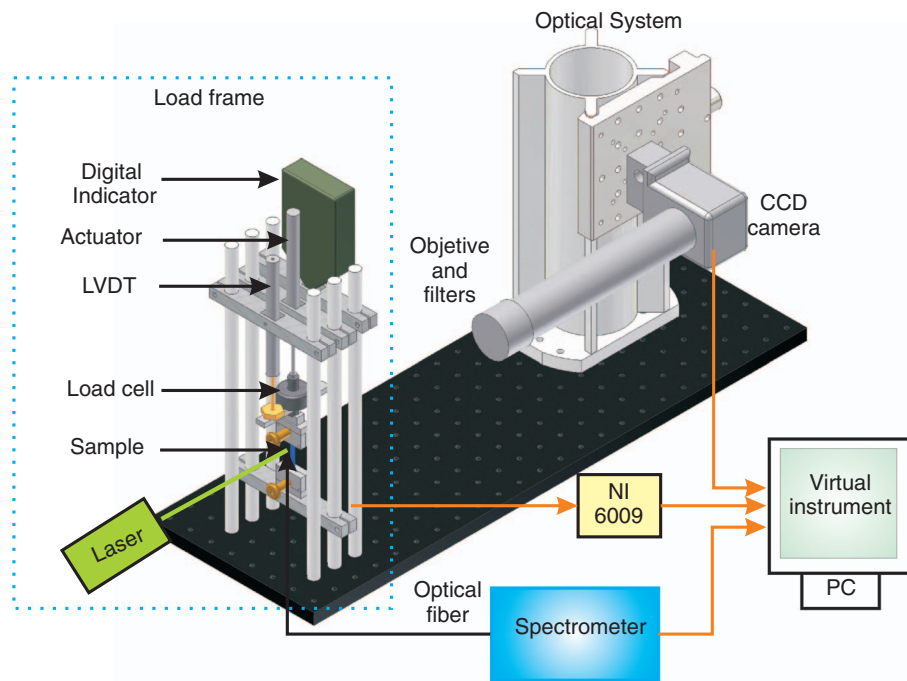 Optical System
Load frame
Digital
Indicator
Actuator
LVDT
Load cell
Sample
Laser
Objetive
and
filters
CCD
camera
NI
6009
Virtual
instrument
PC
Optical
fiber
Spectrometer